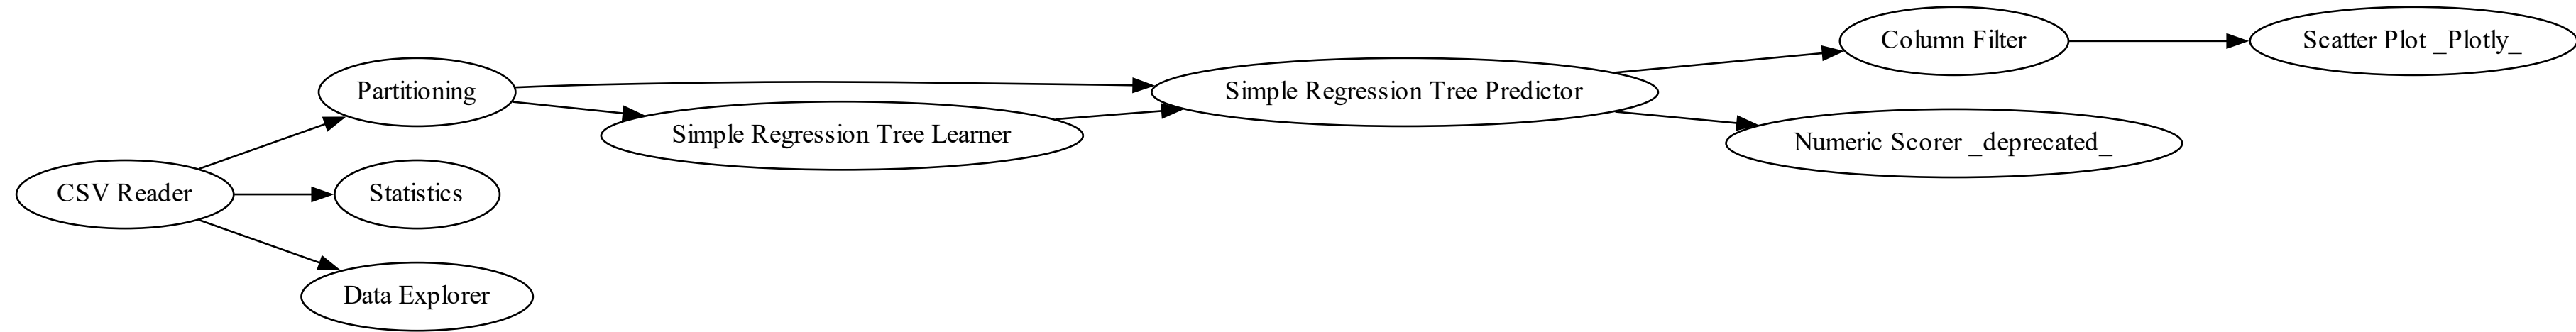 CSV Reader
Partitioning
Statistics
Data Explorer
Simple Regression Tree Learner
Simple Regression Tree Predictor
Column Filter
Numeric Scorer _deprecated_
Scatter Plot _Plotly_